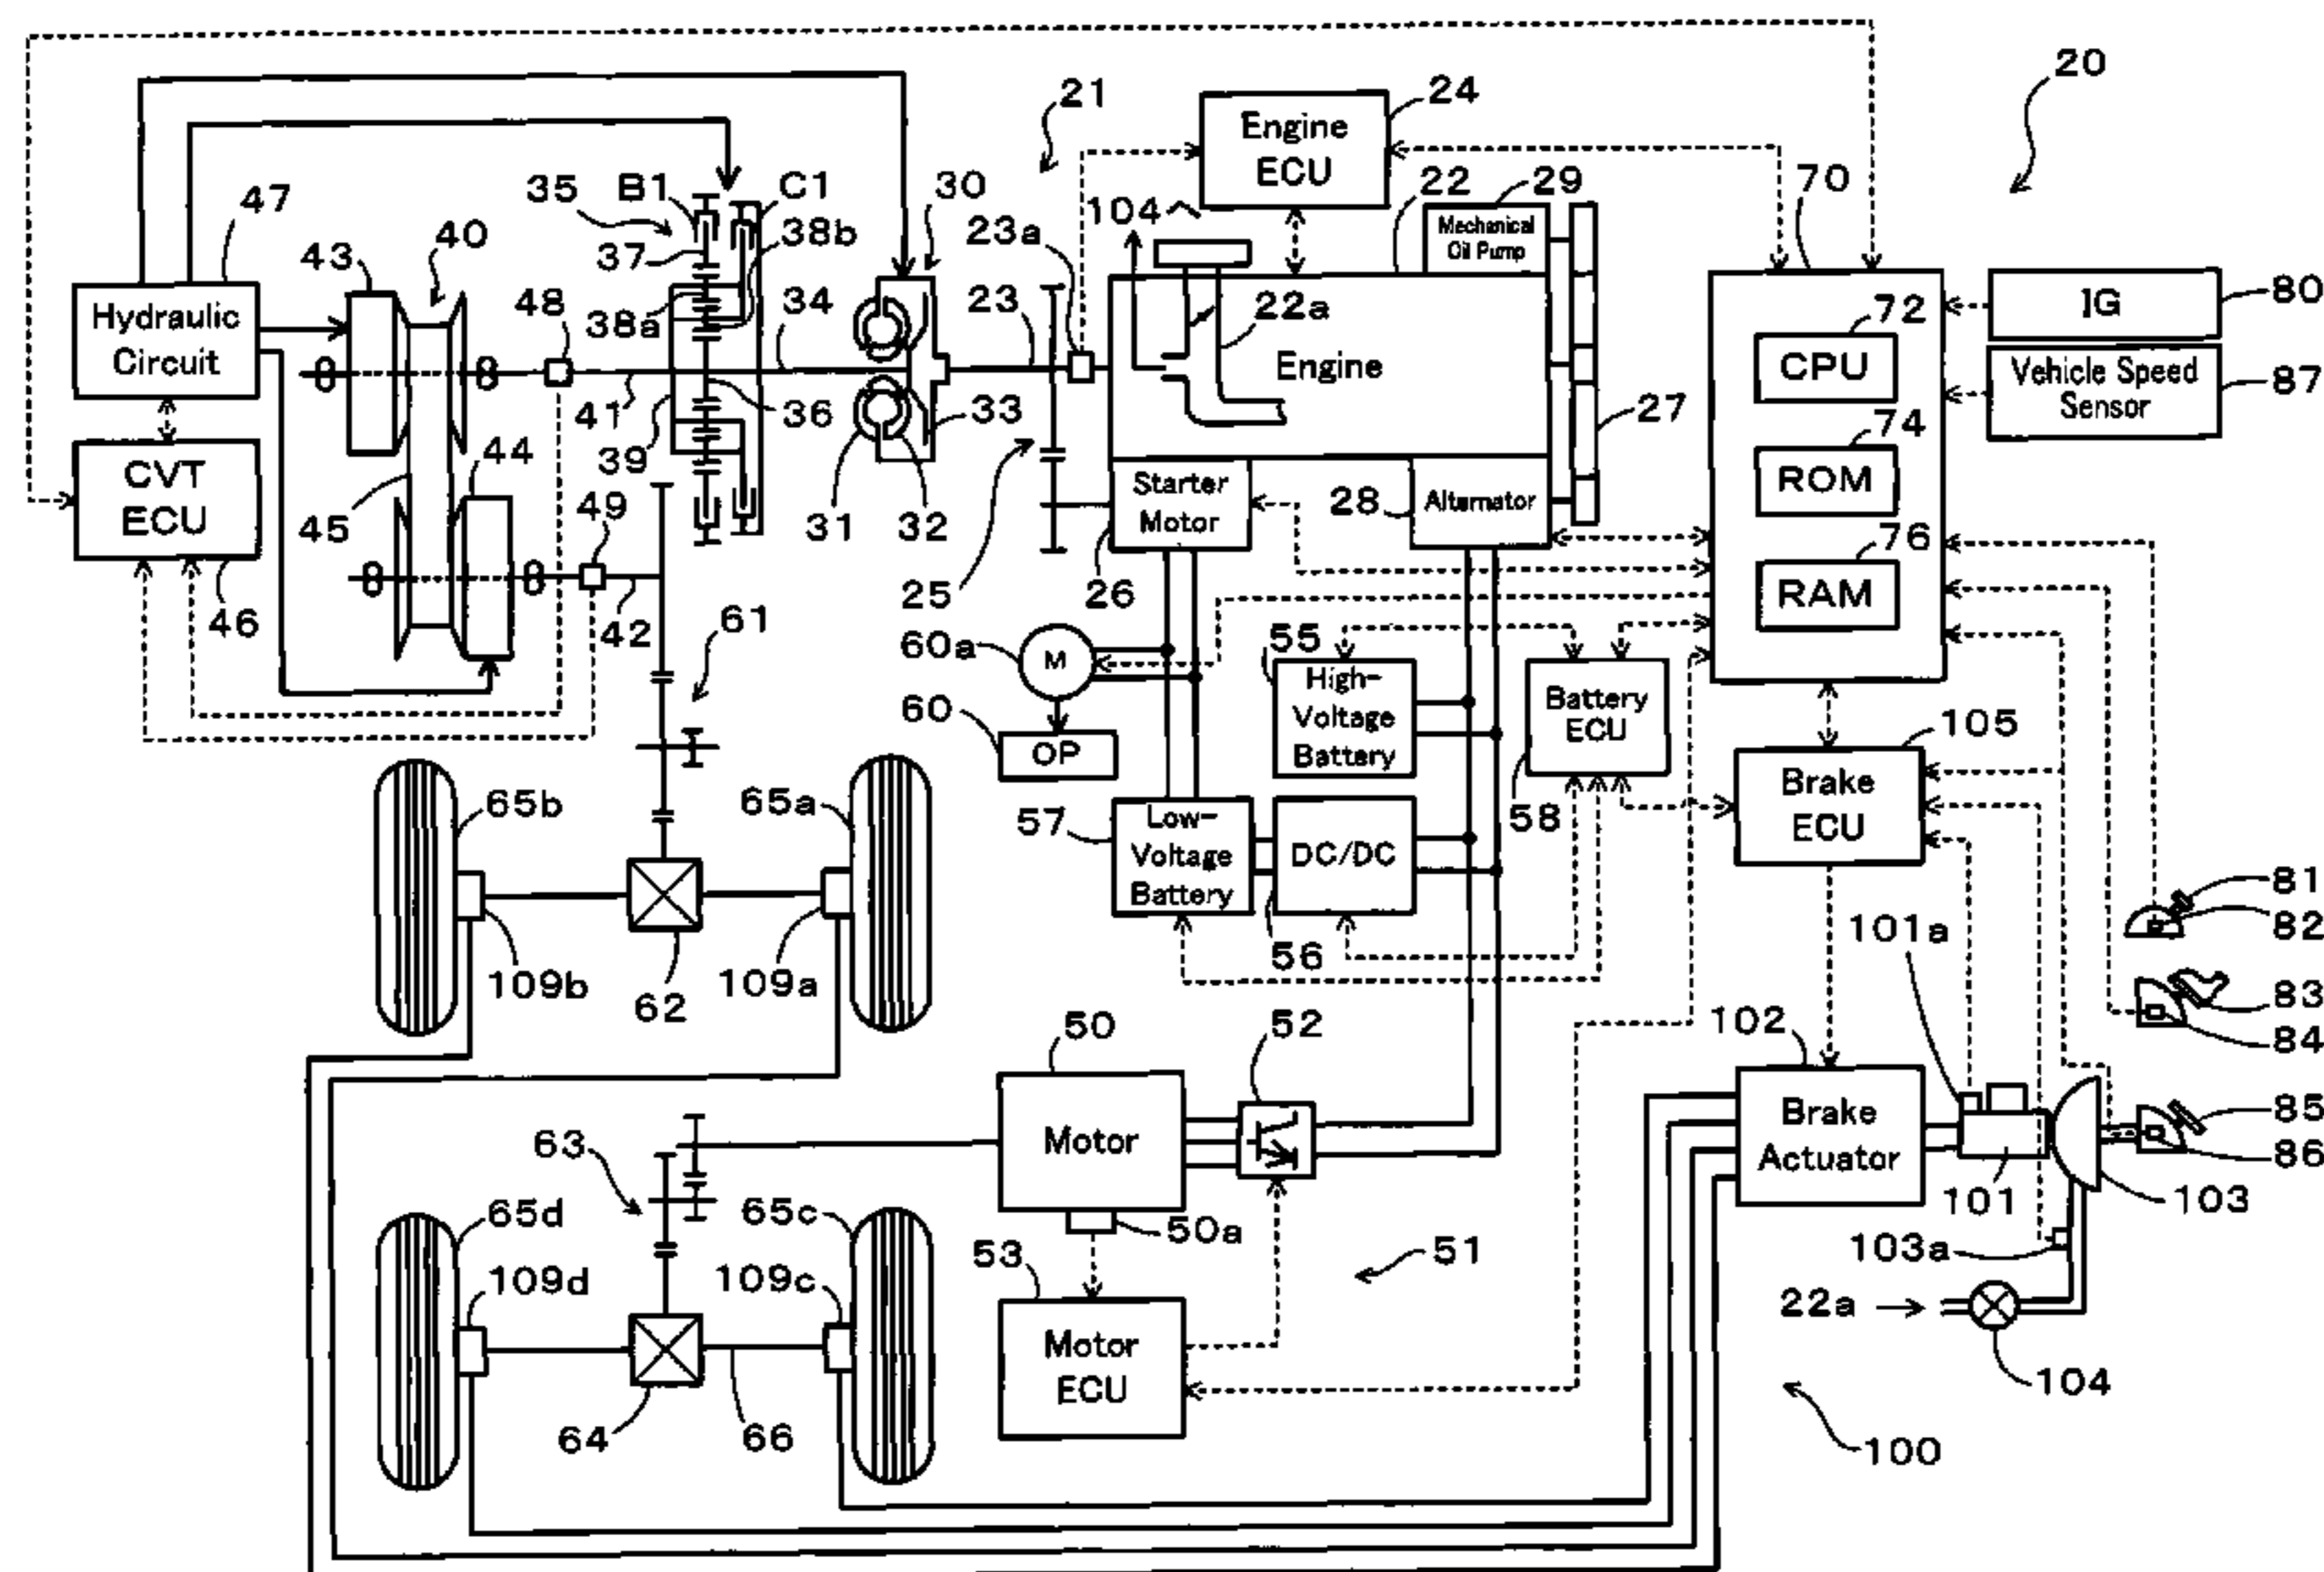 20
21
24
Engine
ECU
104
22
29
Mechanical
Oil Pump
70
47
35
B1
C1
30
23a
43
40
37
38b
Hydraulic
Circuit
48
38a
34
23
22a
Engine
72
CPU
IG
80
Vehicle Speed
Sensor
87
41
39
36
33
27
74
ROM
CVT
ECU
44
45
49
31
32
25
Starter
Motor
26
28
Alternator
76
RAM
46
42
61
60a
M
55
High-
Voltage
Battery
Battery
ECU
58
60
OP
105
Brake
ECU
65b
65a
57
Low-
Voltage
Battery
DC/DC
56
81
82
101a
83
84
109b
62
109a
50
52
102
Motor
Brake
Actuator
85
86
63
101
103
65d
65c
50a
51
103a
109d
109c
53
22a
Motor
ECU
104
64
66
100